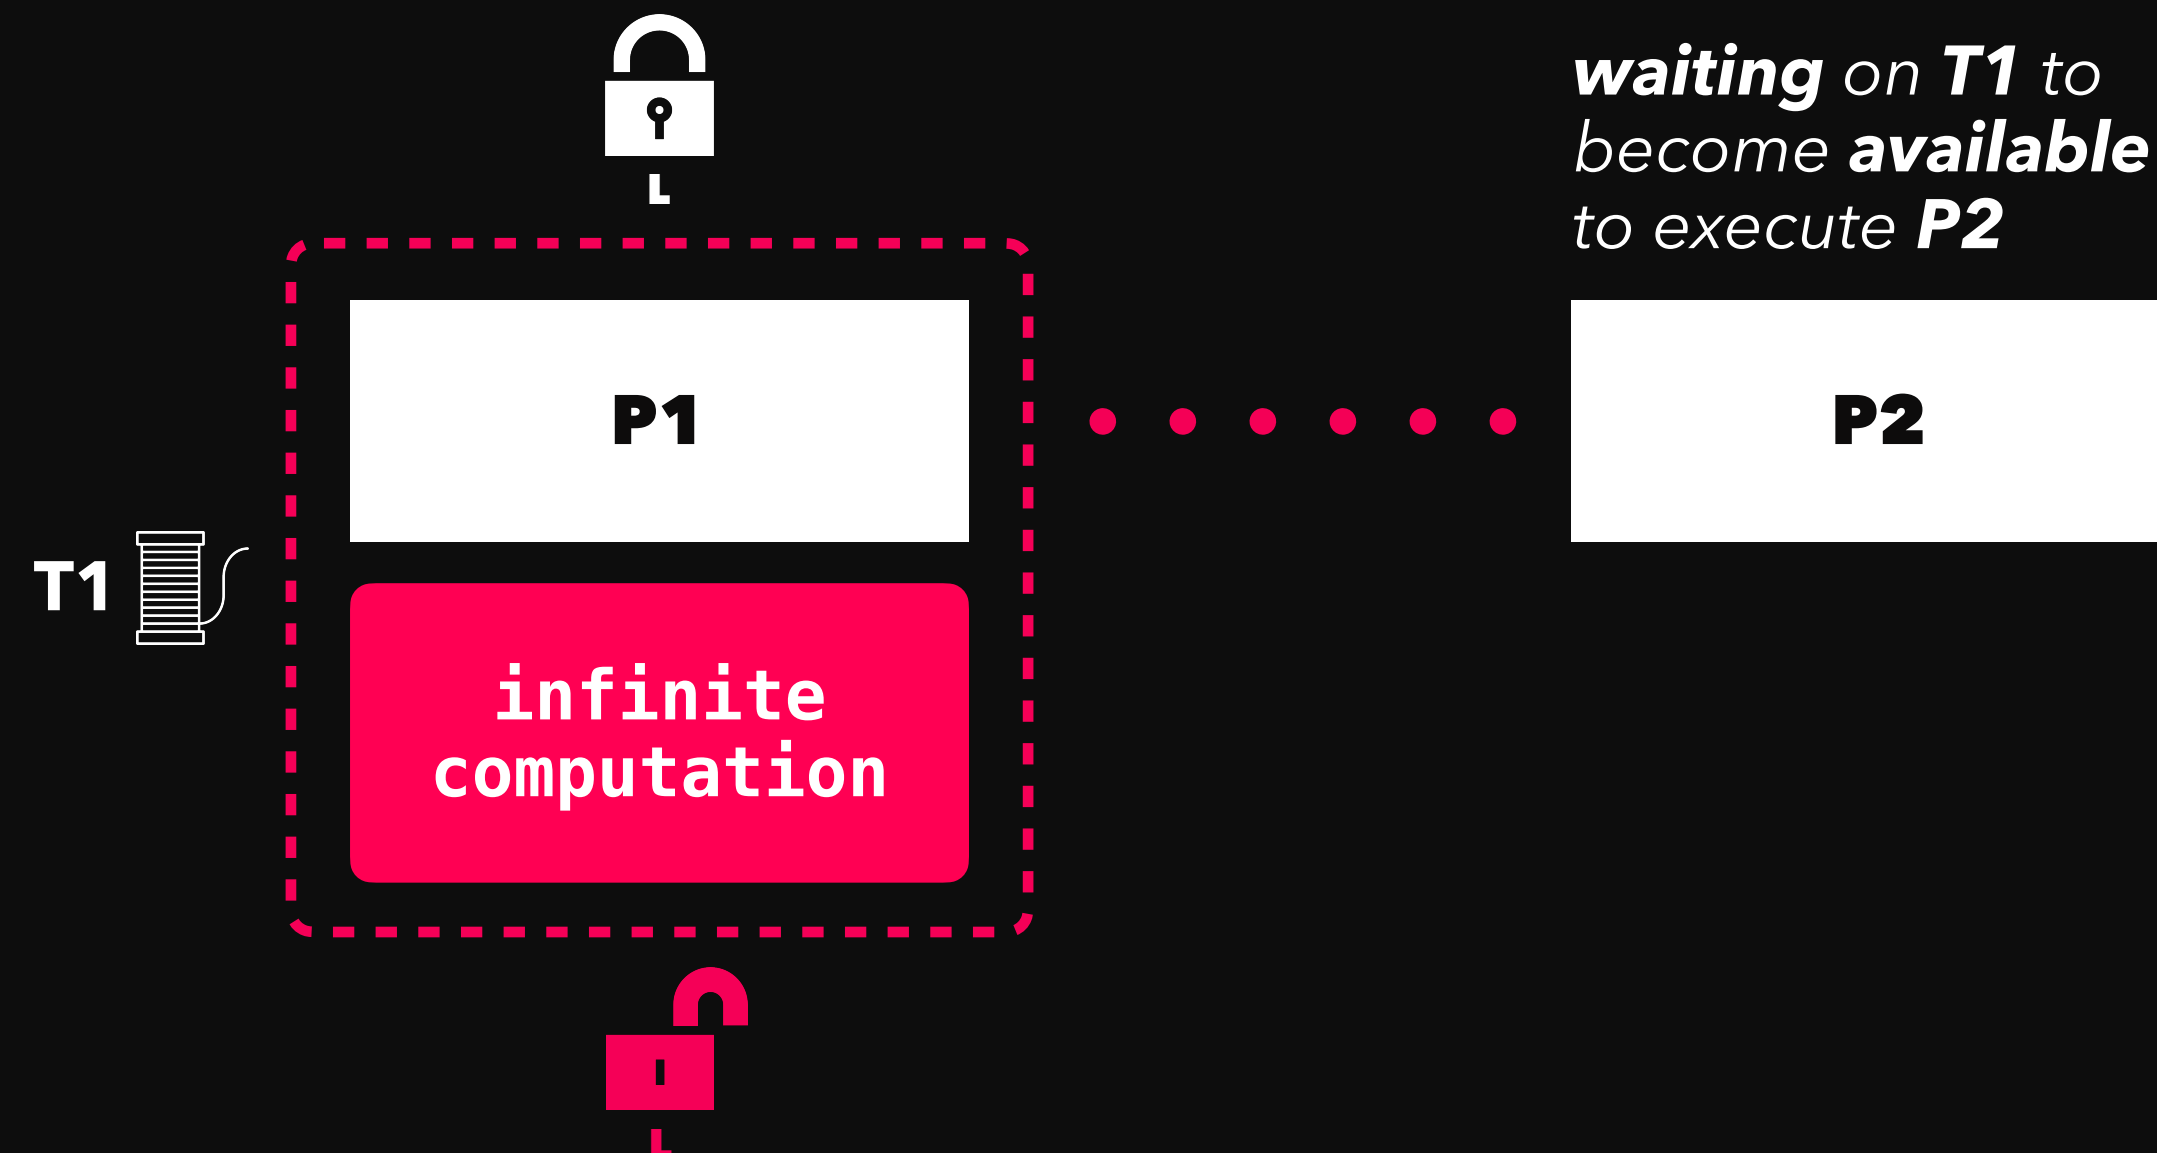 L
waiting on T1 to
become available
to execute P2
P1
P2
T1
infinite
computation
L